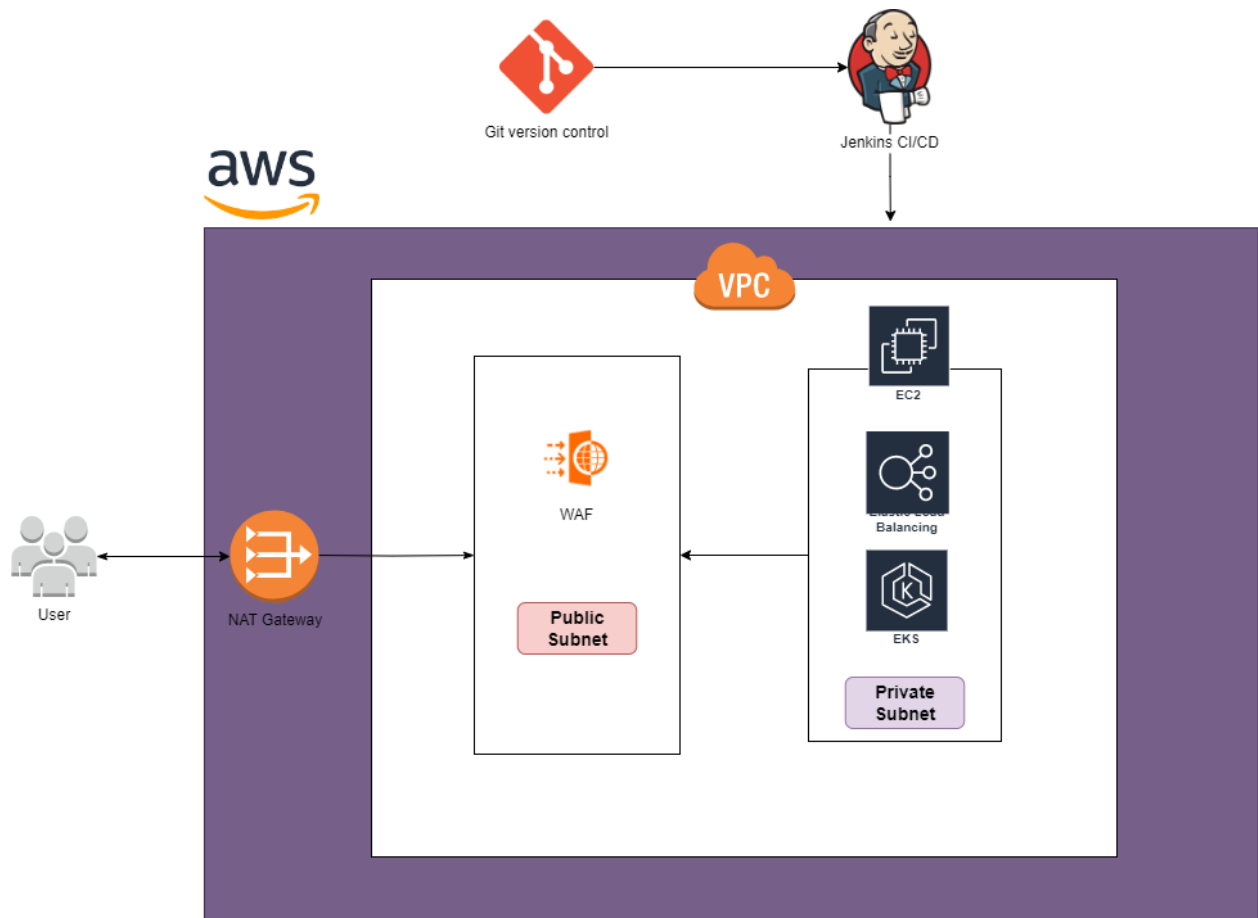 Git version control
Jenkins CI/CD
aws
VPC
EC2
WAF
Balancing
User
NAT Gateway
Public
Subnet
K
EKS
Private
Subnet